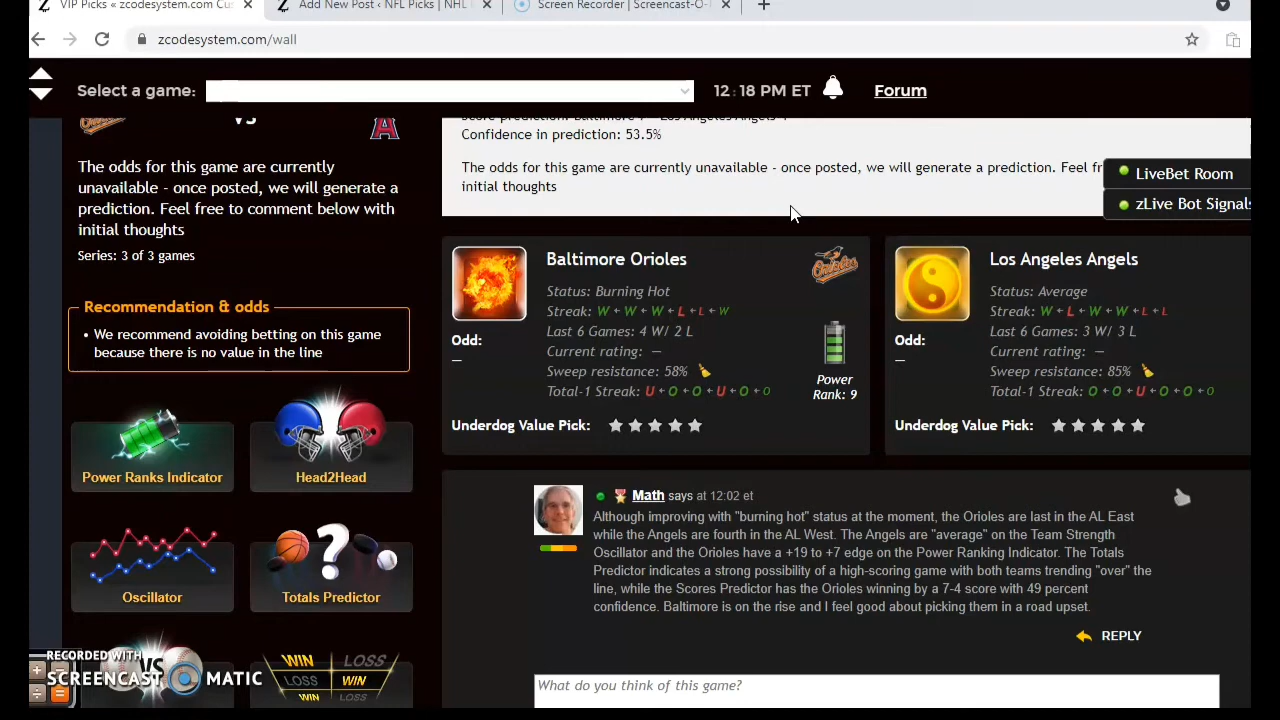 VIP Picks « zcodesystem.com Cus
Add New Post ‹ NFL Picks | NHL
Screen Recorder | Screencast-O-
zcodesystem.com/wall
Select a game:
12:18 PM ET
Forum
VS
The odds for this game are currently
unavailable - once posted, we will generate a
prediction. Feel free to comment below with
initial thoughts
Series: 3 of 3 games
Recommendation & odds
• We recommend avoiding betting on this game
because there is no value in the line
Power Ranks Indicator
Head2Head
Oscillator
Totals Predictor
VS
WIN LOSS
LOSS WIN
WIN LOSS
RECORDED WITH
SCREENCAST MATIC
Confidence in prediction: 53.5%
The odds for this game are currently unavailable - once posted, we will generate a prediction. Feel fr
initial thoughts
LiveBet Room
zLive Bot Signals
Orioles
Baltimore Orioles
Status: Burning Hot
Streak: W W W L L W
Last 6 Games: 4 W/ 2 L
Current rating: —
Sweep resistance: 58%
Total-1 Streak: U O O U O O
Odd:
—
Power
Rank: 9
Underdog Value Pick:
Los Angeles Angels
Status: Average
Streak: W L W W L L
Last 6 Games: 3 W/ 3 L
Current rating: —
Sweep resistance: 85%
Total-1 Streak: O O U O O O
Odd:
—
Underdog Value Pick:
Math says at 12:02 et
Although improving with "burning hot" status at the moment, the Orioles are last in the AL East
while the Angels are fourth in the AL West. The Angels are "average" on the Team Strength
Oscillator and the Orioles have a +19 to +7 edge on the Power Ranking Indicator. The Totals
Predictor indicates a strong possibility of a high-scoring game with both teams trending "over" the
line, while the Scores Predictor has the Orioles winning by a 7-4 score with 49 percent
confidence. Baltimore is on the rise and I feel good about picking them in a road upset.
REPLY
What do you think of this game?